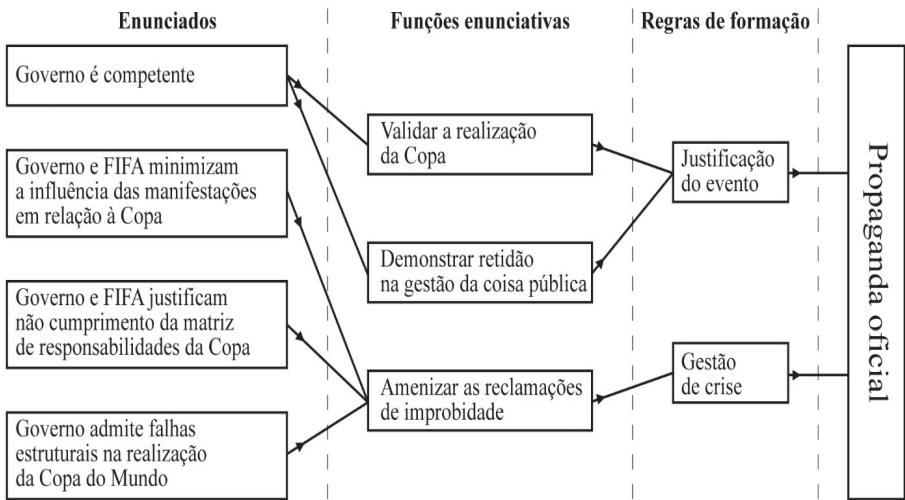 Enunciados
Funções enunciativas
Regras de formação
Governo é competente
Governo e FIFA minimizam
a influência das manifestações
em relação à Copa
Governo e FIFA justificam
não cumprimento da matriz
de responsabilidades da Copa
Governo admite falhas
estruturais na realização
da Copa do Mundo
Validar a realização
da Copa
Demonstrar retidão
na gestão da coisa pública
Amenizar as reclamações
de improbidade
Justificação
do evento
Gestão
de crise
Propaganda oficial